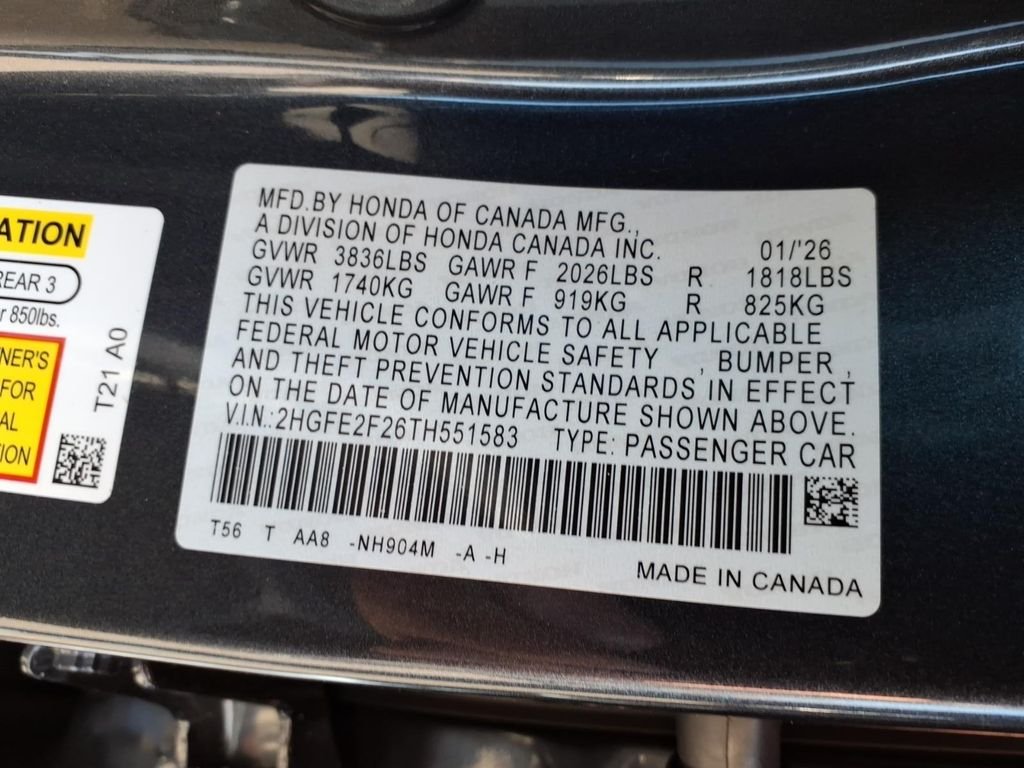 ATION
REAR 3
r 850lbs.
NER'S
FOR
AL
ION
T21 A0
MFD.BY HONDA OF CANADA MFG.,
A DIVISION OF HONDA CANADA INC. 01/'26
GVWR 3836LBS GAWR F 2026LBS R 1818LBS
GVWR 1740KG GAWR F 919KG R 825KG
THIS VEHICLE CONFORMS TO ALL APPLICABLE
FEDERAL MOTOR VEHICLE SAFETY , BUMPER ,
AND THEFT PREVENTION STANDARDS IN EFFECT
ON THE DATE OF MANUFACTURE SHOWN ABOVE.
V.I.N.:2HGFE2F26TH551583 TYPE: PASSENGER CAR
T56 T AA8 -NH904M -A -H
MADE IN CANADA